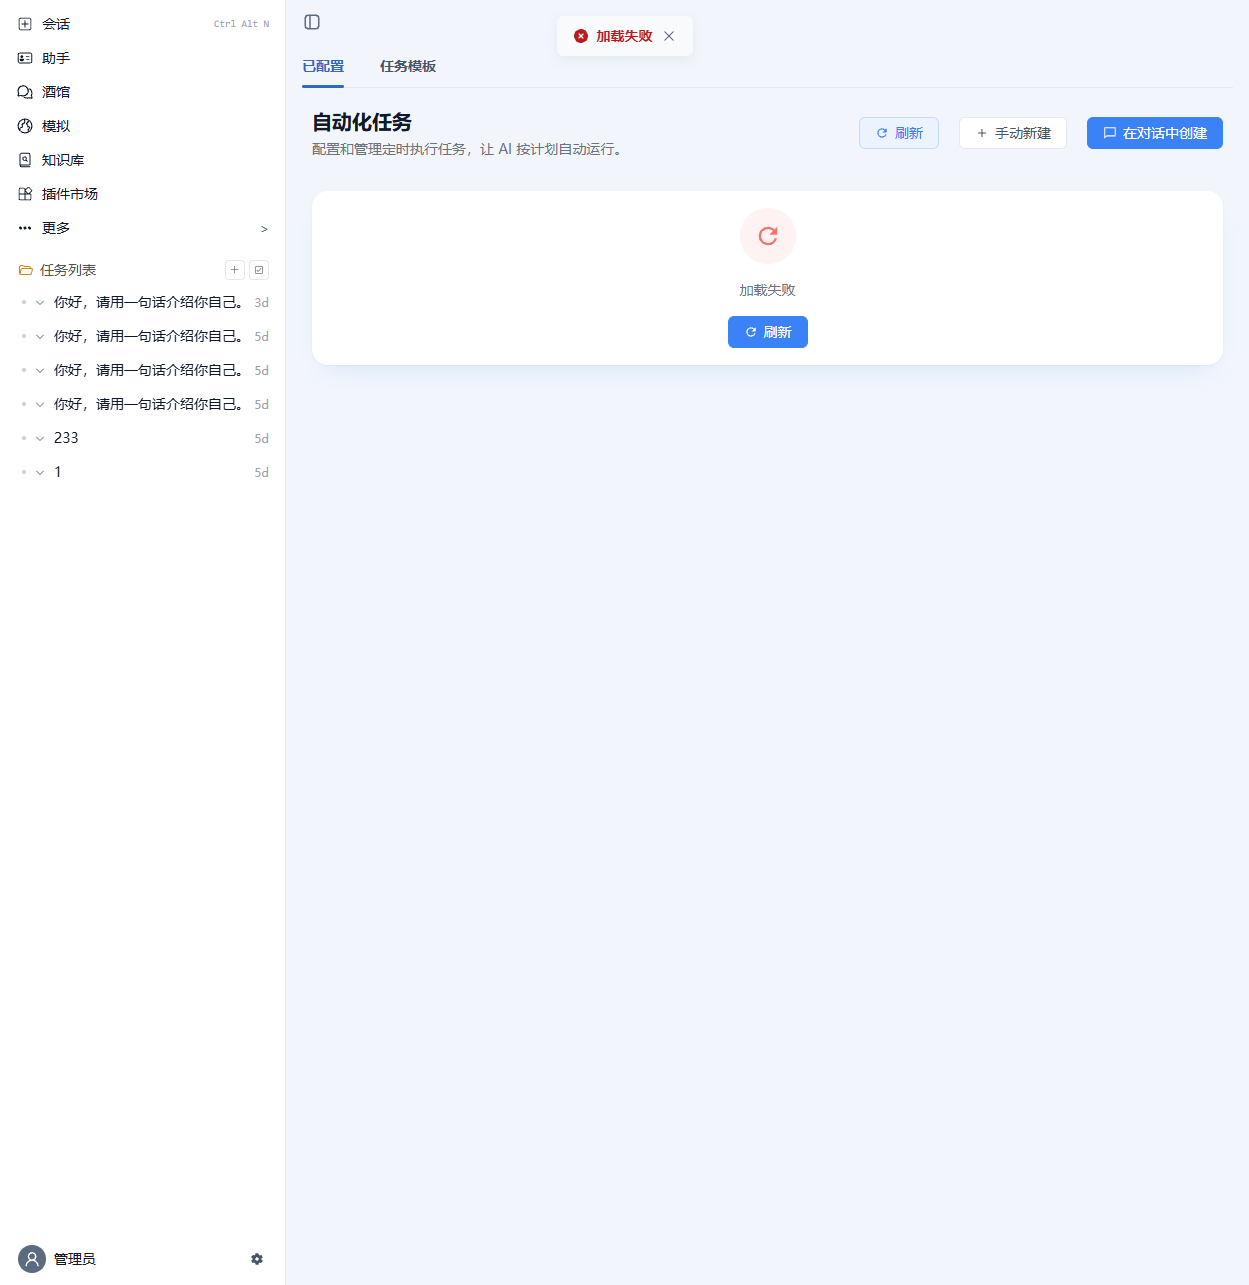 会话 Ctrl Alt N
助手
酒馆
模拟
知识库
插件市场
更多 >
任务列表
你好，请用一句话介绍你自己。 3d
你好，请用一句话介绍你自己。 5d
你好，请用一句话介绍你自己。 5d
你好，请用一句话介绍你自己。 5d
233 5d
1 5d
管理员
加载失败
已配置 任务模板
自动化任务
配置和管理定时执行任务，让 AI 按计划自动运行。
刷新 手动新建 在对话中创建
加载失败
刷新